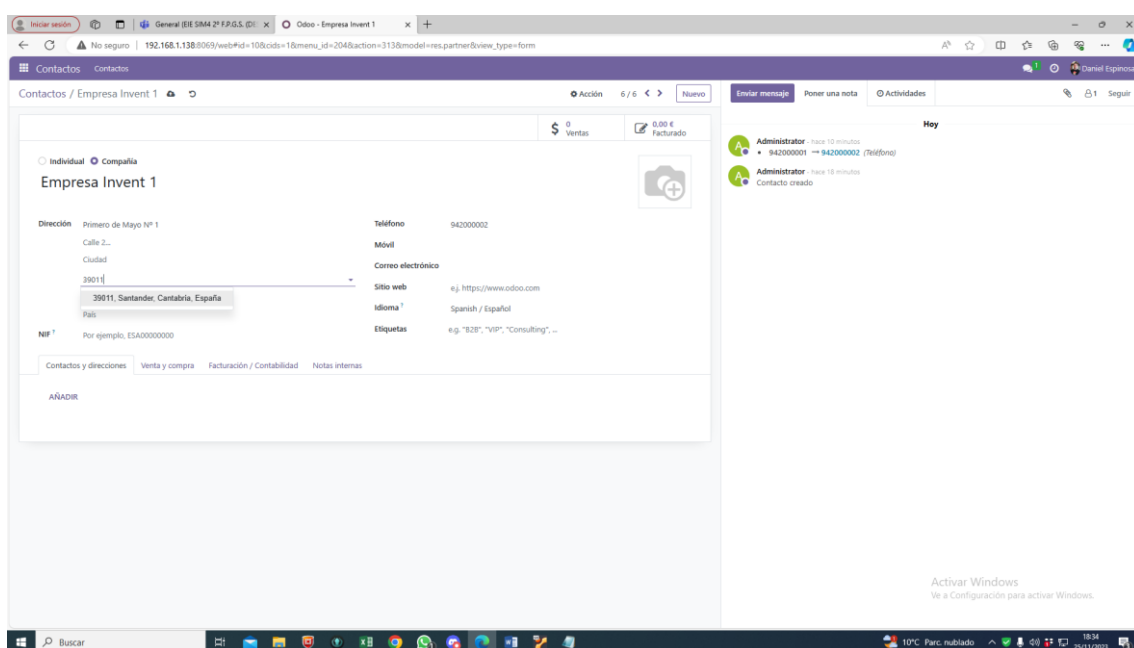 Iniciar sesión
General (EIE SIM4 2º F.P.G.S. (DE
Odoo - Empresa Invent 1
No seguro
192.168.1.138:8069/web#id=10&cids=1&menu_id=204&action=313&model=res.partner&view_type=form
Contactos Contactos
1
Daniel Espinosa
Contactos / Empresa Invent 1
Acción 6 / 6 Nuevo
Enviar mensaje Poner una nota Actividades 1 Seguir
$ 0 Ventas
0,00 € Facturado
Hoy
Administrator - hace 10 minutos
942000001 → 942000002 (Teléfono)
Administrator - hace 18 minutos
Contacto creado
Individual Compañía
Empresa Invent 1
Dirección Primero de Mayo Nº 1
Calle 2...
Ciudad
39011
39011, Santander, Cantabria, España
País
NIF ? Por ejemplo, ESA00000000
Teléfono 942000002
Móvil
Correo electrónico
Sitio web e.j. https://www.odoo.com
Idioma ? Spanish / Español
Etiquetas e.g. "B2B", "VIP", "Consulting", ...
Contactos y direcciones Venta y compra Facturación / Contabilidad Notas internas
AÑADIR
Activar Windows
Ve a Configuración para activar Windows.
Buscar
10°C Parc. nublado
18:34